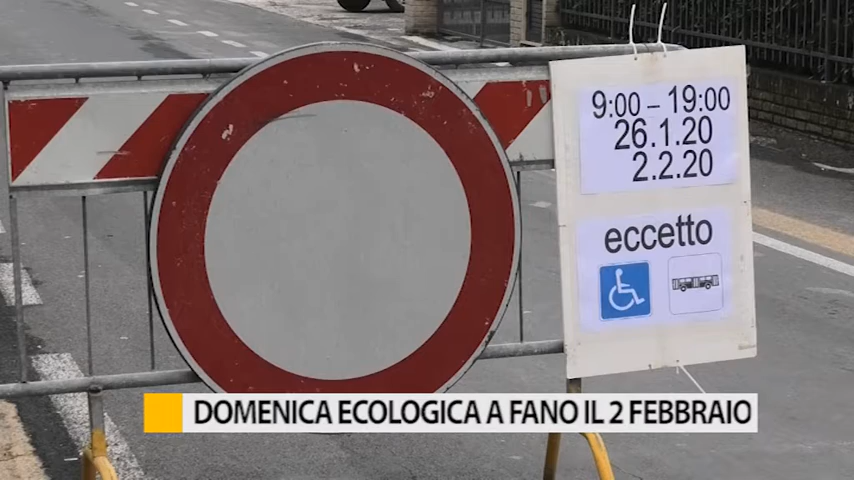 9:00 – 19:00
26.1.20
2.2.20
eccetto
DOMENICA ECOLOGICA A FANO IL 2 FEBBRAIO